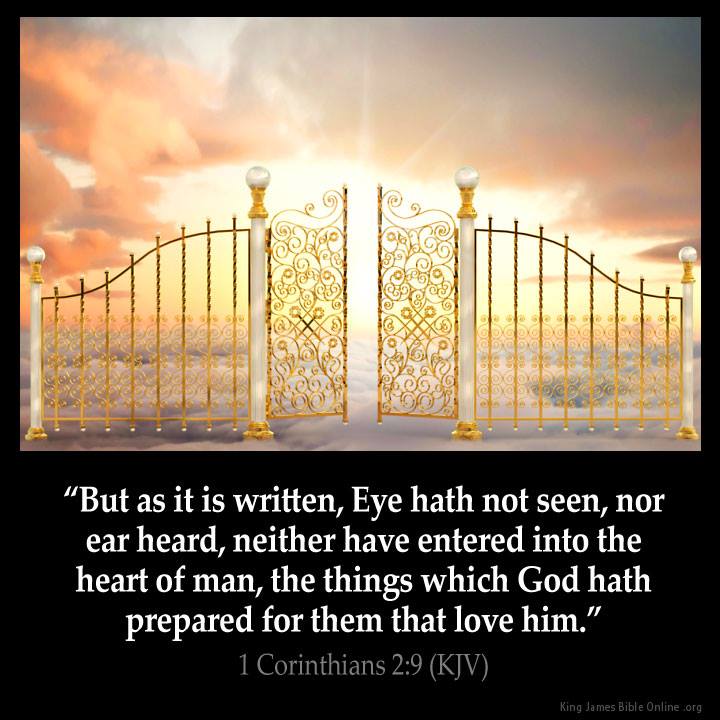 “But as it is written, Eye hath not seen, nor
ear heard, neither have entered into the
heart of man, the things which God hath
prepared for them that love him.”
1 Corinthians 2:9 (KJV)
King James Bible Online .org